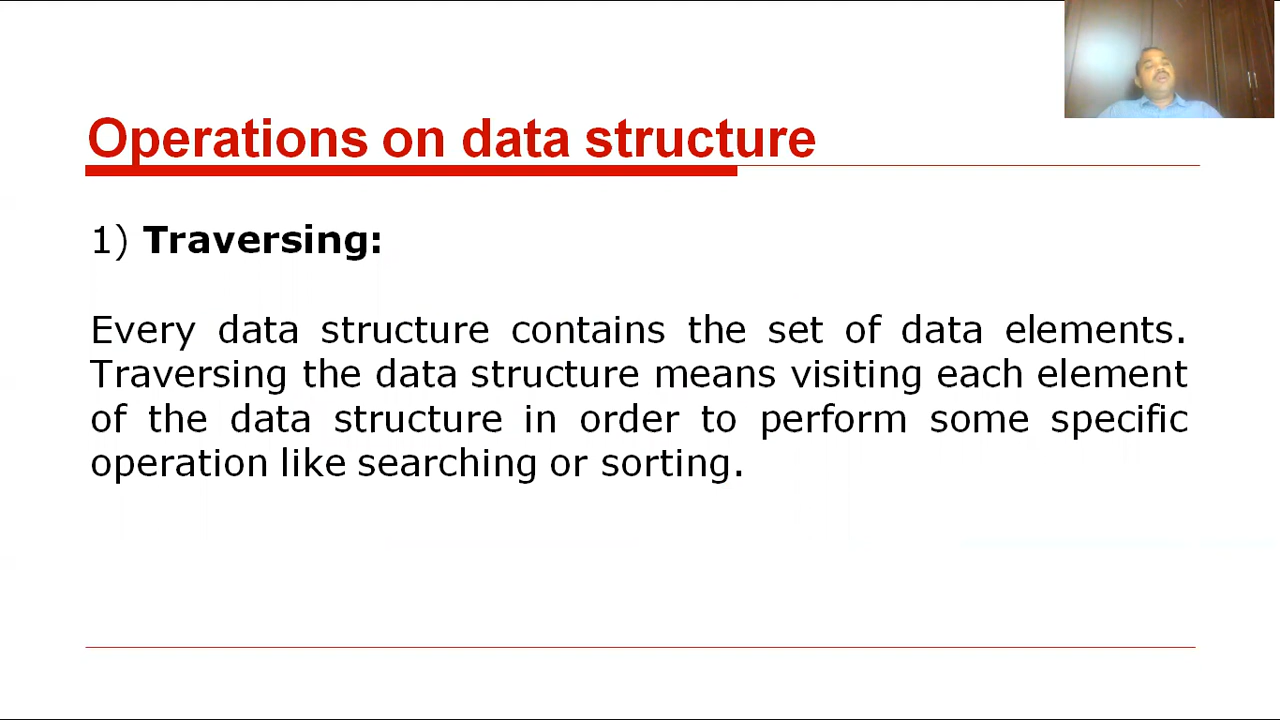 Operations on data structure
1) Traversing:
Every data structure contains the set of data elements.
Traversing the data structure means visiting each element
of the data structure in order to perform some specific
operation like searching or sorting.